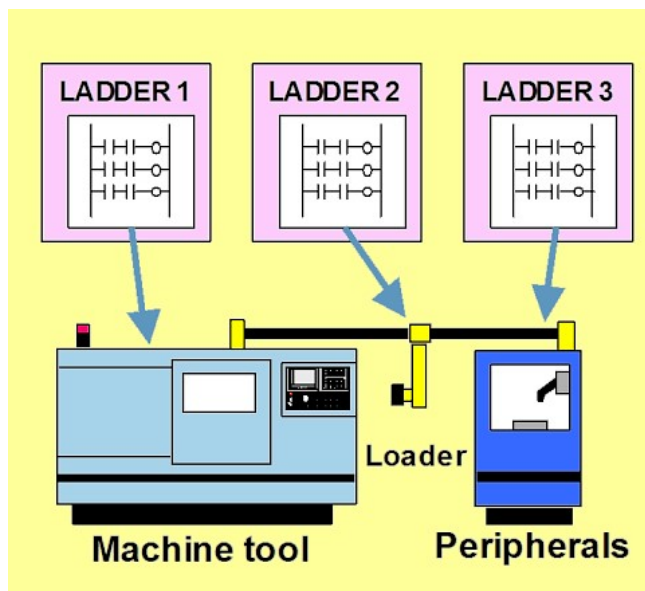 LADDER 1
LADDER 2
LADDER 3
Loader
Machine tool
Peripherals